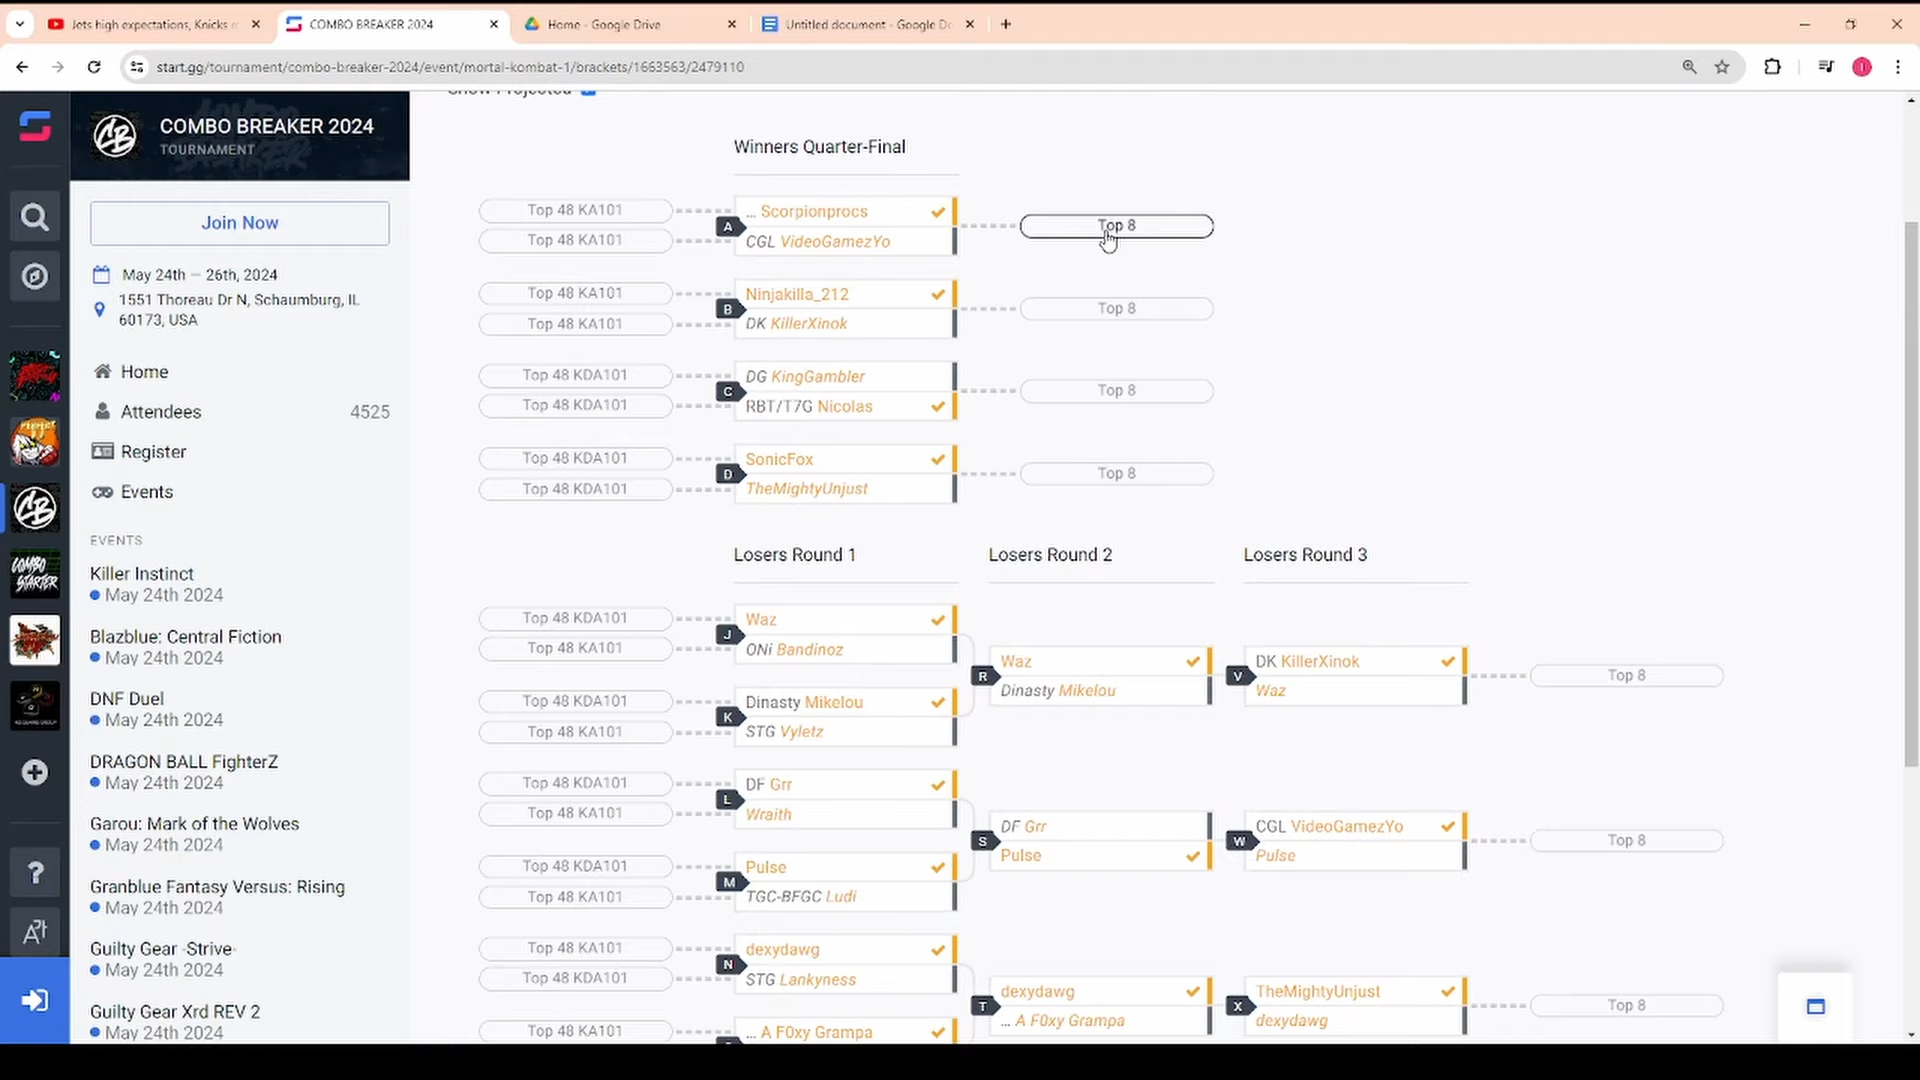 Jets high expectations, Knicks
COMBO BREAKER 2024
Home - Google Drive
Untitled document - Google Do
start.gg/tournament/combo-breaker-2024/event/mortal-kombat-1/brackets/1663563/2479110
COMBO BREAKER 2024
TOURNAMENT
Join Now
May 24th — 26th, 2024
1551 Thoreau Dr N, Schaumburg, IL
60173, USA
Home
Attendees 4525
Register
Events
EVENTS
Killer Instinct
May 24th 2024
Blazblue: Central Fiction
May 24th 2024
DNF Duel
May 24th 2024
DRAGON BALL FighterZ
May 24th 2024
Garou: Mark of the Wolves
May 24th 2024
Granblue Fantasy Versus: Rising
May 24th 2024
Guilty Gear -Strive-
May 24th 2024
Guilty Gear Xrd REV 2
May 24th 2024
Show Projected
Winners Quarter-Final
Top 48 KA101
Top 48 KA101
A
... Scorpionprocs
CGL VideoGamezYo
Top 8
Top 48 KA101
Top 48 KA101
B
Ninjakilla_212
DK KillerXinok
Top 8
Top 48 KDA101
Top 48 KDA101
C
DG KingGambler
RBT/T7G Nicolas
Top 8
Top 48 KDA101
Top 48 KDA101
D
SonicFox
TheMightyUnjust
Top 8
Losers Round 1
Losers Round 2
Losers Round 3
Top 48 KDA101
Top 48 KA101
J
Waz
ONi Bandinoz
Top 48 KDA101
Top 48 KA101
K
Dinasty Mikelou
STG Vyletz
R
Waz
Dinasty Mikelou
V
DK KillerXinok
Waz
Top 8
Top 48 KDA101
Top 48 KA101
L
DF Grr
Wraith
Top 48 KDA101
Top 48 KA101
M
Pulse
TGC-BFGC Ludi
S
DF Grr
Pulse
W
CGL VideoGamezYo
Pulse
Top 8
Top 48 KA101
Top 48 KDA101
N
dexydawg
STG Lankyness
Top 48 KA101
... A F0xy Grampa
T
dexydawg
... A F0xy Grampa
X
TheMightyUnjust
dexydawg
Top 8